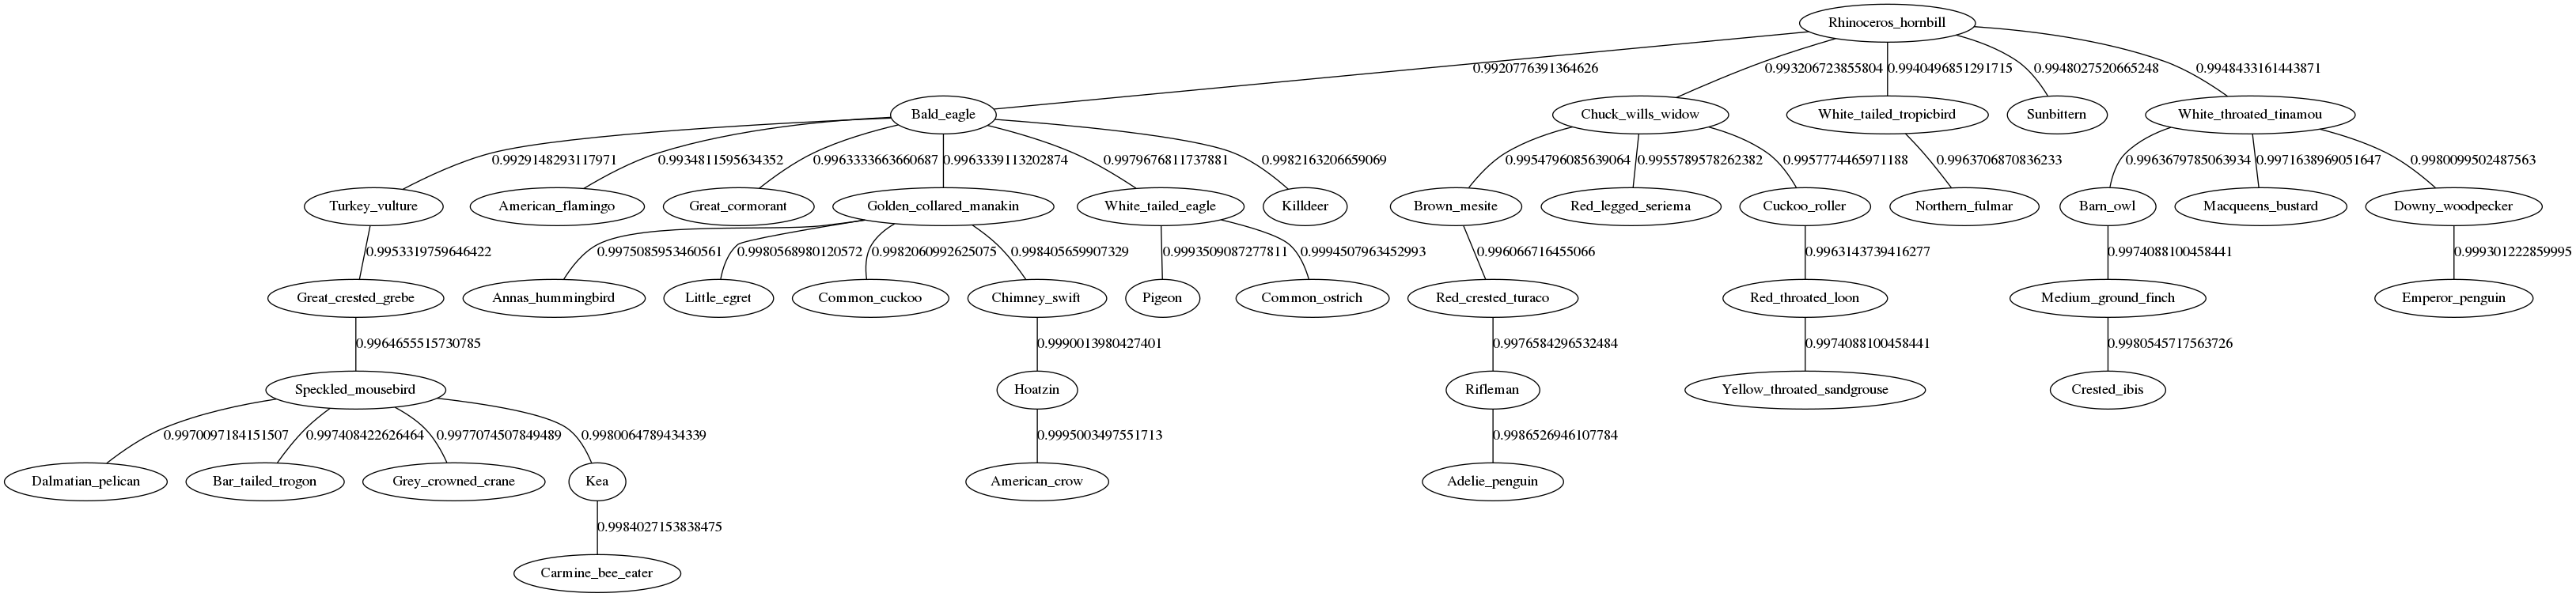 Rhinoceros_hornbill
0.9920776391364626
0.993206723855804
0.9940496851291715
0.9948027520665248
0.9948433161443871
Bald_eagle
Chuck_wills_widow
White_tailed_tropicbird
Sunbittern
White_throated_tinamou
0.9929148293117971
0.9934811595634352
0.9963333663660687
0.9963339113202874
0.9979676811737881
0.9982163206659069
0.9954796085639064
0.9955789578262382
0.9957774465971188
0.9963706870836233
0.9963679785063934
0.9971638969051647
0.9980099502487563
Turkey_vulture
American_flamingo
Great_cormorant
Golden_collared_manakin
White_tailed_eagle
Killdeer
Brown_mesite
Red_legged_seriema
Cuckoo_roller
Northern_fulmar
Barn_owl
Macqueens_bustard
Downy_woodpecker
0.9953319759646422
0.9975085953460561
0.9980568980120572
0.9982060992625075
0.998405659907329
0.9993509087277811
0.9994507963452993
0.996066716455066
0.9963143739416277
0.9974088100458441
0.999301222859995
Great_crested_grebe
Annas_hummingbird
Little_egret
Common_cuckoo
Chimney_swift
Pigeon
Common_ostrich
Red_crested_turaco
Red_throated_loon
Medium_ground_finch
Emperor_penguin
0.9964655515730785
0.9990013980427401
0.9976584296532484
0.9974088100458441
0.9980545717563726
Speckled_mousebird
Hoatzin
Rifleman
Yellow_throated_sandgrouse
Crested_ibis
0.9970097184151507
0.997408422626464
0.9977074507849489
0.9980064789434339
0.9995003497551713
0.9986526946107784
Dalmatian_pelican
Bar_tailed_trogon
Grey_crowned_crane
Kea
American_crow
Adelie_penguin
0.9984027153838475
Carmine_bee_eater